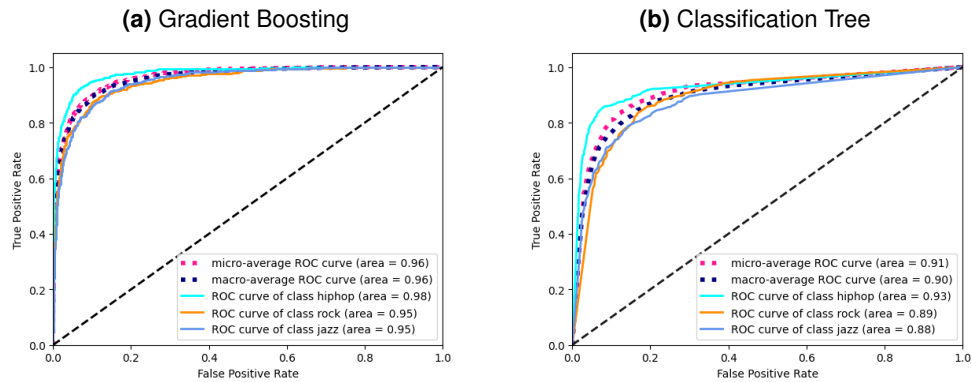 (a) Gradient Boosting
1.0
0.8
0.6
0.4
0.2
0.0
True Positive Rate
0.0 0.2 0.4 0.6 0.8 1.0
False Positive Rate
micro-average ROC curve (area = 0.96)
macro-average ROC curve (area = 0.96)
ROC curve of class hiphop (area = 0.98)
ROC curve of class rock (area = 0.95)
ROC curve of class jazz (area = 0.95)
(b) Classification Tree
1.0
0.8
0.6
0.4
0.2
0.0
True Positive Rate
0.0 0.2 0.4 0.6 0.8 1.0
False Positive Rate
micro-average ROC curve (area = 0.91)
macro-average ROC curve (area = 0.90)
ROC curve of class hiphop (area = 0.93)
ROC curve of class rock (area = 0.89)
ROC curve of class jazz (area = 0.88)